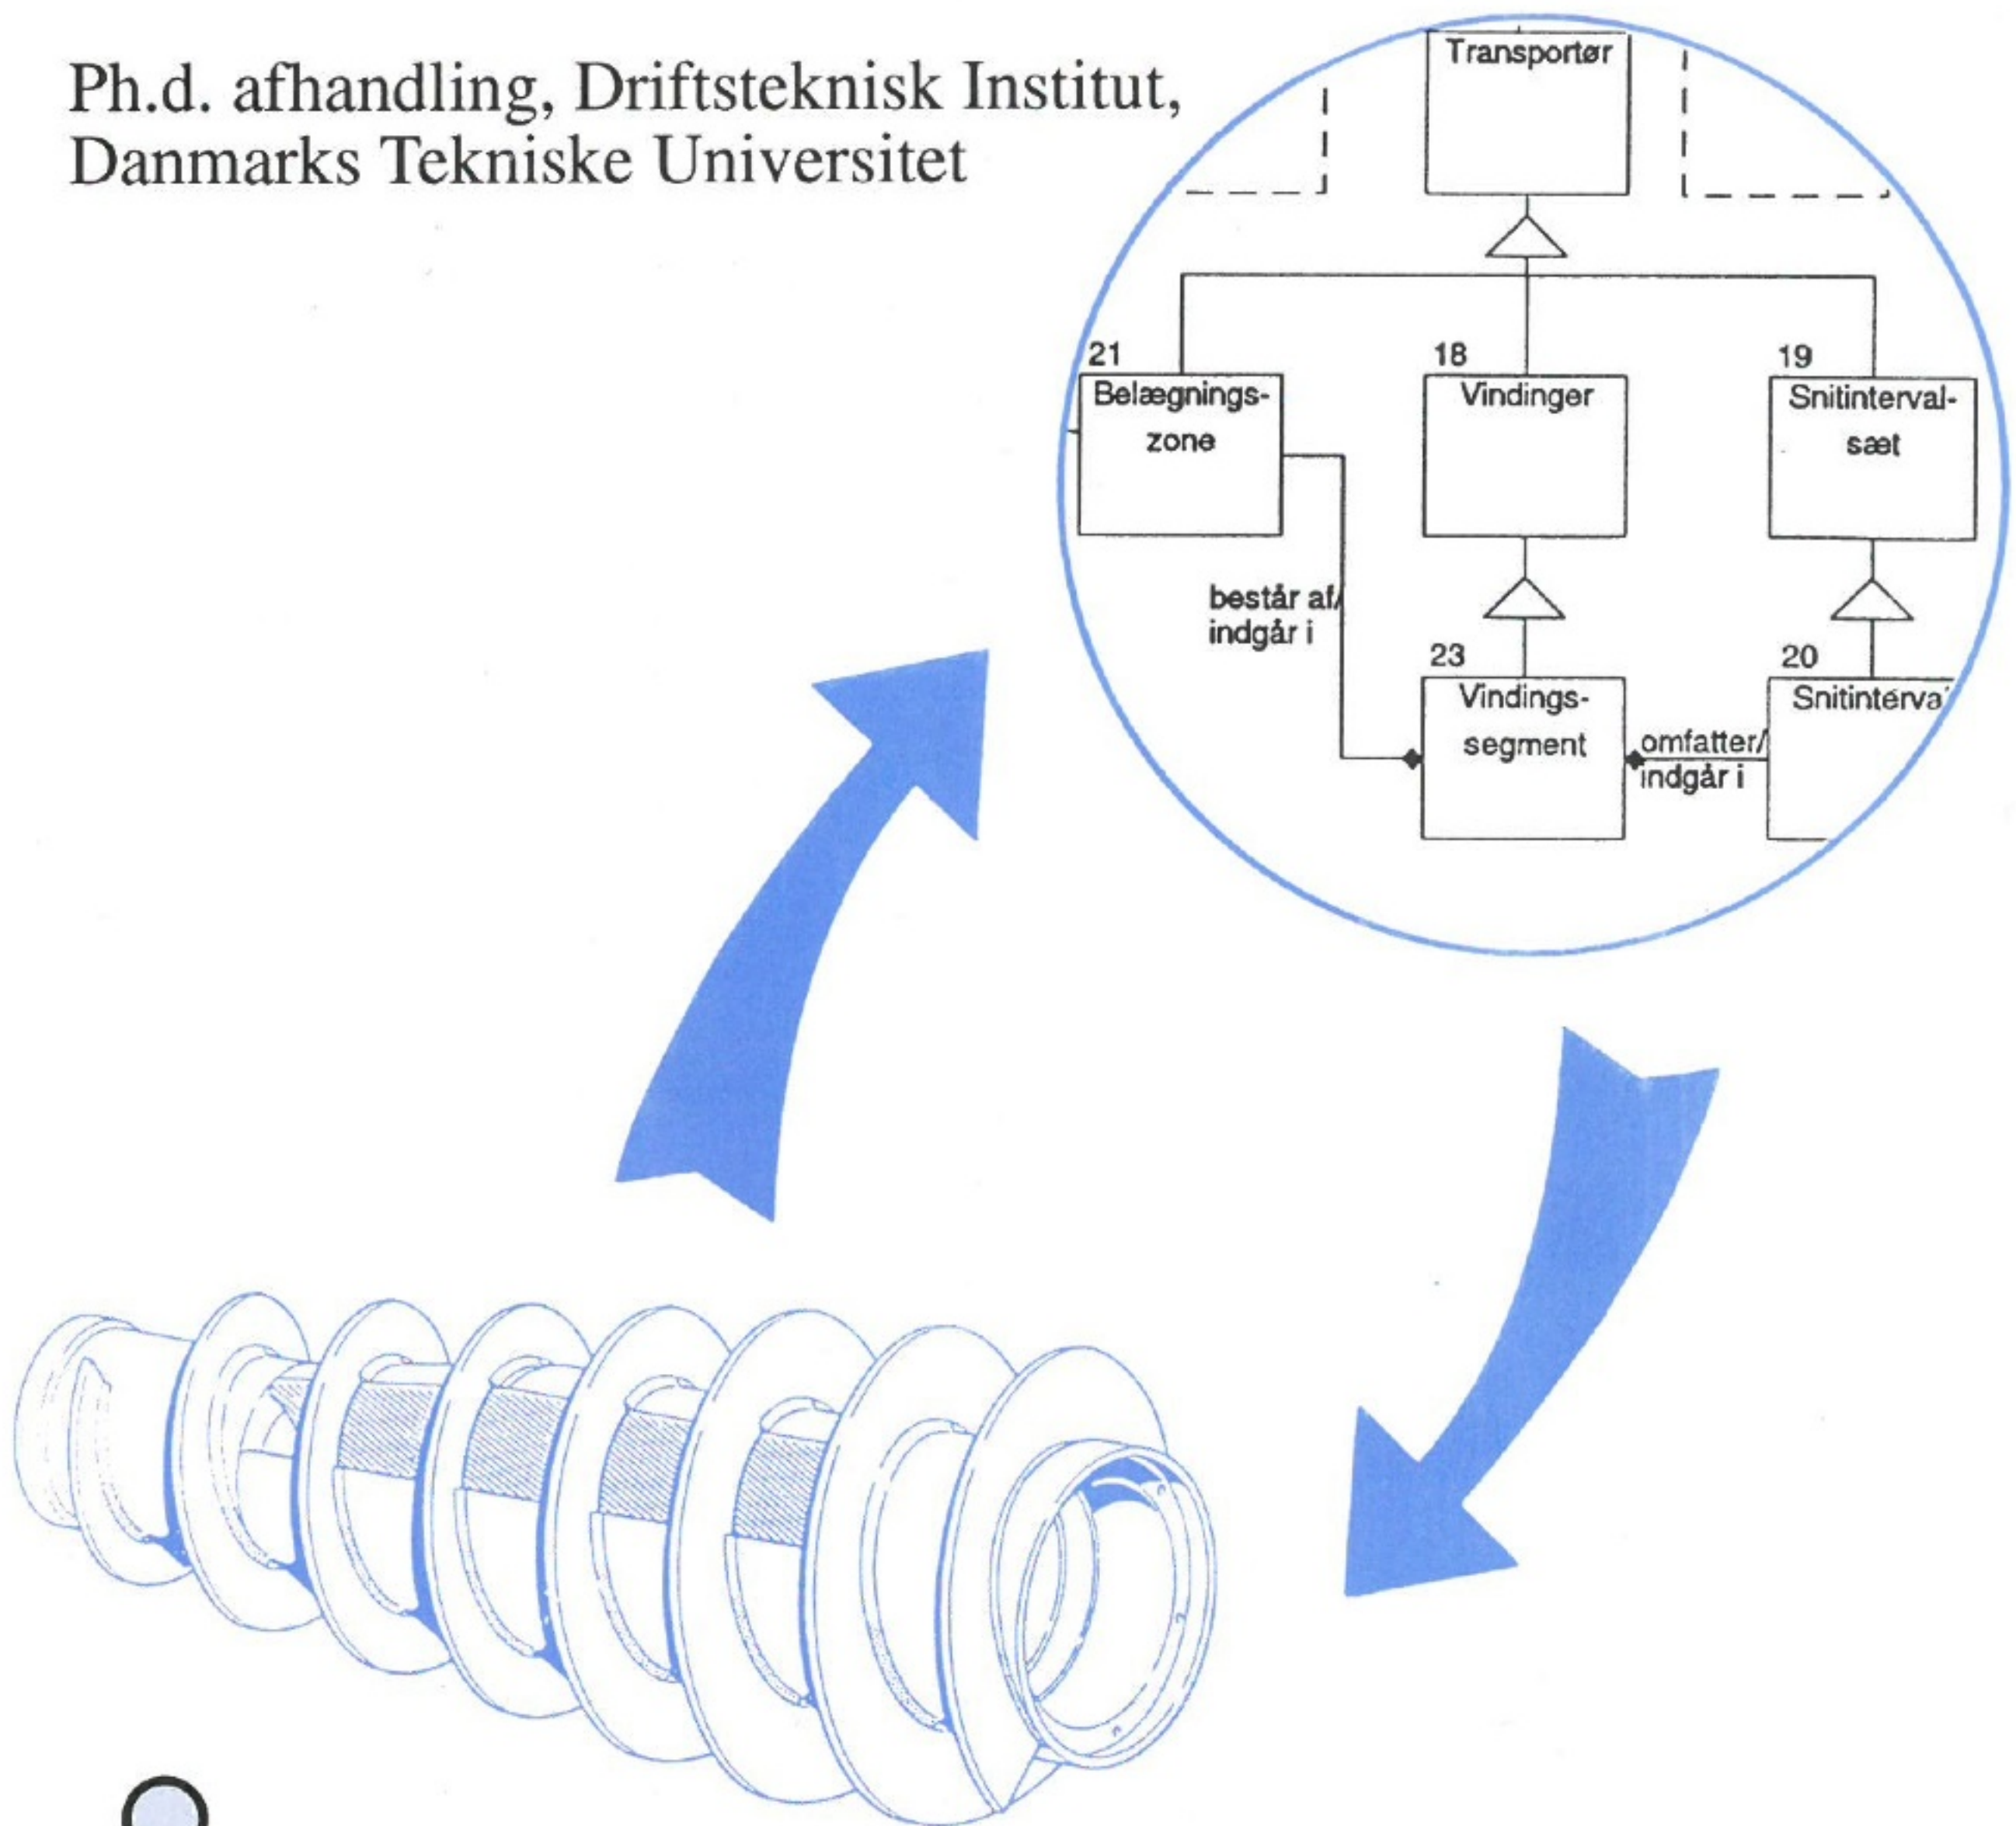 Ph.d. afhandling, Driftsteknisk Institut,
Danmarks Tekniske Universitet
Transportør
21
Belægnings-
zone
18
Vindinger
19
Snitinterval-
sæt
består af/
indgår i
23
Vindings-
segment
omfatter/
indgår i
20
Snitinterva